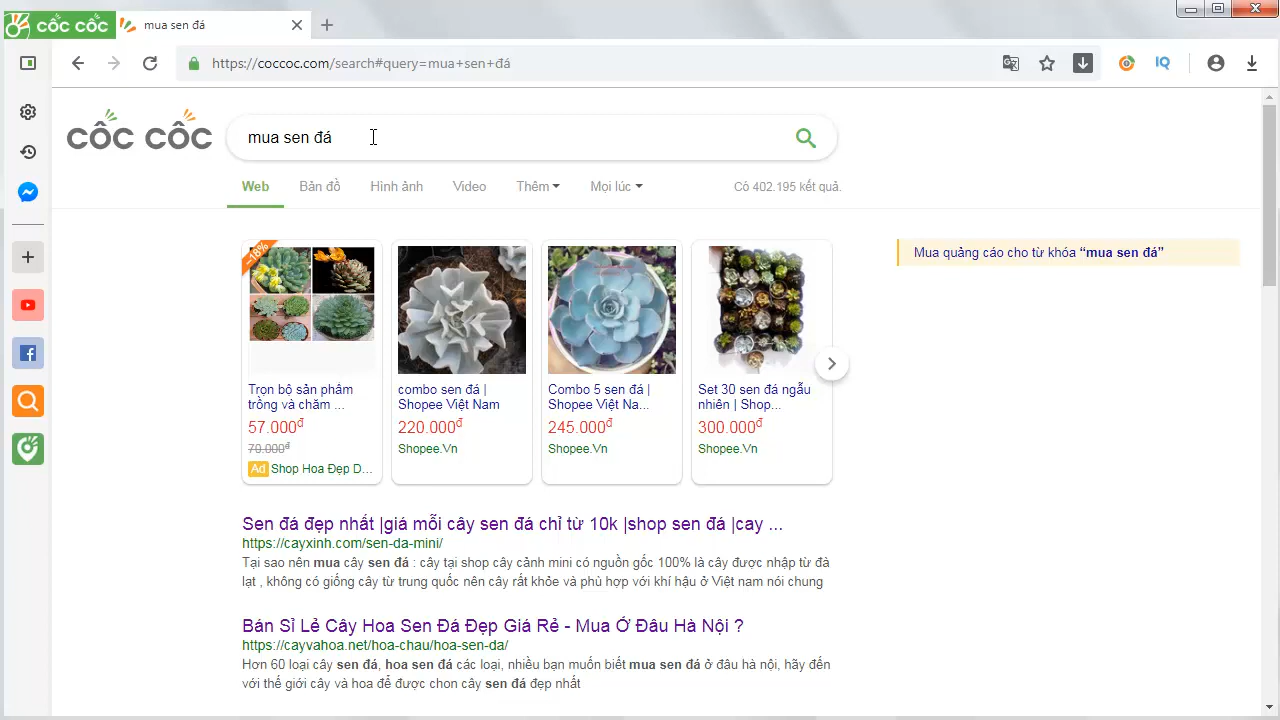 cốc cốc
mua sen đá
https://coccoc.com/search#query=mua+sen+đá
IQ
cốc cốc
mua sen đá
Web
Bản đồ
Hình ảnh
Video
Thêm
Mọi lúc
Có 402.195 kết quả.
-18%
Trọn bộ sản phẩm
trồng và chăm ...
57.000đ
70.000đ
Ad Shop Hoa Đẹp D...
combo sen đá |
Shopee Việt Nam
220.000đ
Shopee.Vn
Combo 5 sen đá |
Shopee Việt Na...
245.000đ
Shopee.Vn
Set 30 sen đá ngẫu
nhiên | Shop...
300.000đ
Shopee.Vn
Mua quảng cáo cho từ khóa “mua sen đá”
Sen đá đẹp nhất |giá mỗi cây sen đá chỉ từ 10k |shop sen đá |cay ...
https://cayxinh.com/sen-da-mini/
Tại sao nên mua cây sen đá : cây tại shop cây cảnh mini có nguồn gốc 100% là cây được nhập từ đà
lạt , không có giống cây từ trung quốc nên cây rất khỏe và phù hợp với khí hậu ở Việt nam nói chung
Bán Sỉ Lẻ Cây Hoa Sen Đá Đẹp Giá Rẻ - Mua Ở Đâu Hà Nội ?
https://cayvahoa.net/hoa-chau/hoa-sen-da/
Hơn 60 loại cây sen đá, hoa sen đá các loại, nhiều bạn muốn biết mua sen đá ở đâu hà nội, hãy đến
với thế giới cây và hoa để được chon cây sen đá đẹp nhất